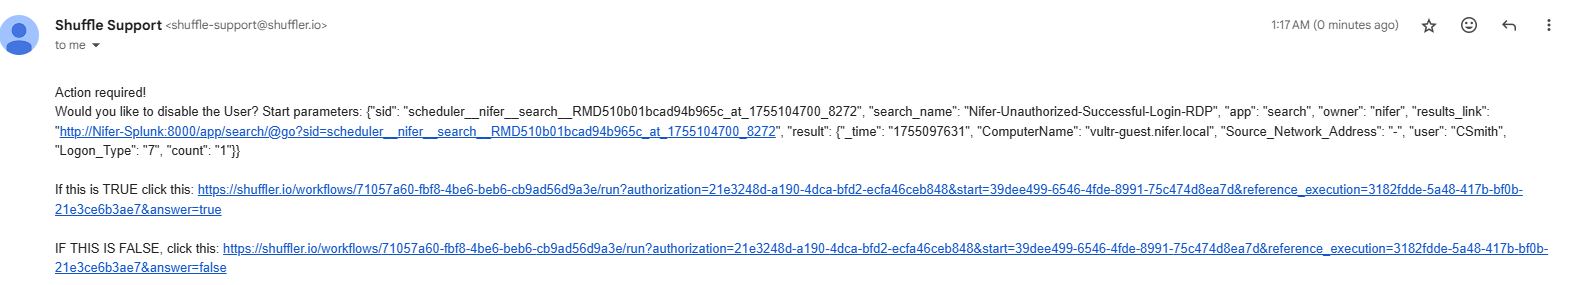 Shuffle Support <shuffle-support@shuffler.io>
1:17 AM (0 minutes ago)
to me
Action required!
Would you like to disable the User? Start parameters: {"sid": "scheduler__nifer__search__RMD510b01bcad94b965c_at_1755104700_8272", "search_name": "Nifer-Unauthorized-Successful-Login-RDP", "app": "search", "owner": "nifer", "results_link":
"http://Nifer-Splunk:8000/app/search/@go?sid=scheduler__nifer__search__RMD510b01bcad94b965c_at_1755104700_8272", "result": {"_time": "1755097631", "ComputerName": "vultr-guest.nifer.local", "Source_Network_Address": "-", "user": "CSmith",
"Logon_Type": "7", "count": "1"}}
If this is TRUE click this: https://shuffler.io/workflows/71057a60-fbf8-4be6-beb6-cb9ad56d9a3e/run?authorization=21e3248d-a190-4dca-bfd2-ecfa46ceb848&start=39dee499-6546-4fde-8991-75c474d8ea7d&reference_execution=3182fdde-5a48-417b-bf0b-
21e3ce6b3ae7&answer=true
IF THIS IS FALSE, click this: https://shuffler.io/workflows/71057a60-fbf8-4be6-beb6-cb9ad56d9a3e/run?authorization=21e3248d-a190-4dca-bfd2-ecfa46ceb848&start=39dee499-6546-4fde-8991-75c474d8ea7d&reference_execution=3182fdde-5a48-417b-bf0b-
21e3ce6b3ae7&answer=false